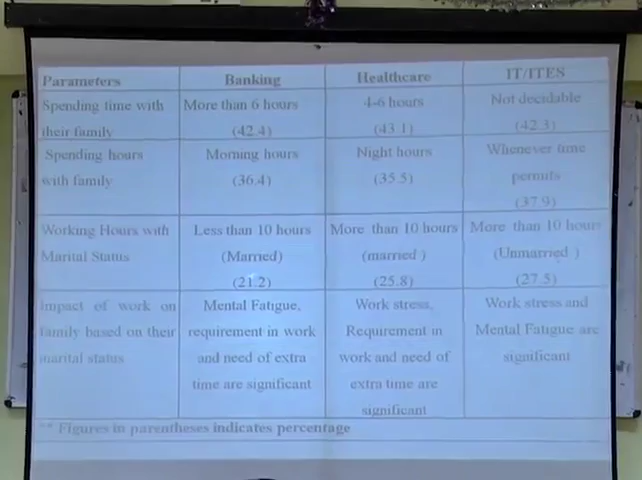 Parameters Banking Healthcare IT/ITES
Spending time with More than 6 hours 4-6 hours Not decidable
their family (42.4) (43.1) (42.3)
Spending hours Morning hours Night hours Whenever time
with family (36.4) (35.5) permits
(37.9)
Working Hours with Less than 10 hours More than 10 hours More than 10 hours
Marital Status (Married) (married ) (Unmarried )
(21.2) (25.8) (27.5)
Impact of work on Mental Fatigue, Work stress, Work stress and
family based on their requirement in work Requirement in Mental Fatigue are
marital status and need of extra work and need of significant
time are significant extra time are
significant
** Figures in parentheses indicates percentage